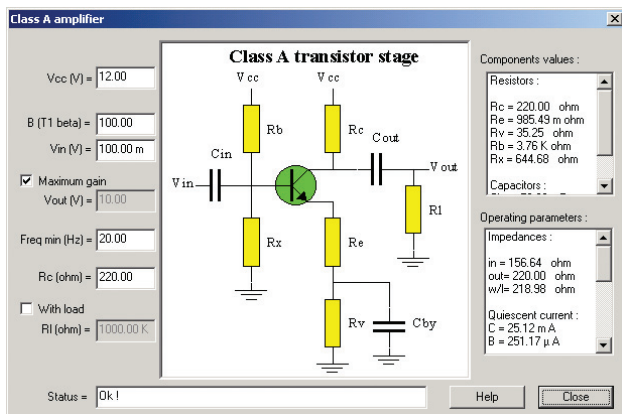 Class A amplifier
Vcc (V) = 12.00
B (T1 beta) = 100.00
Vin (V) = 100.00 m
Maximum gain
Vout (V) = 10.00
Freq min (Hz) = 20.00
Rc (ohm) = 220.00
With load
Rl (ohm) = 1000.00 K
Class A transistor stage
Vcc Vcc
Rb Rc
Cin Cout
Vin Vout
Rl
Rx Re
Rv Cby
Components values :
Resistors :
Rc = 220.00 ohm
Re = 985.49 m ohm
Rv = 35.25 ohm
Rb = 3.76 K ohm
Rx = 644.68 ohm
Capacitors :
Operating parameters :
Impedances :
in = 156.64 ohm
out= 220.00 ohm
w/l= 218.98 ohm
Quiescent current :
C = 25.12 m A
B = 251.17 µ A
Status = Ok !
Help
Close